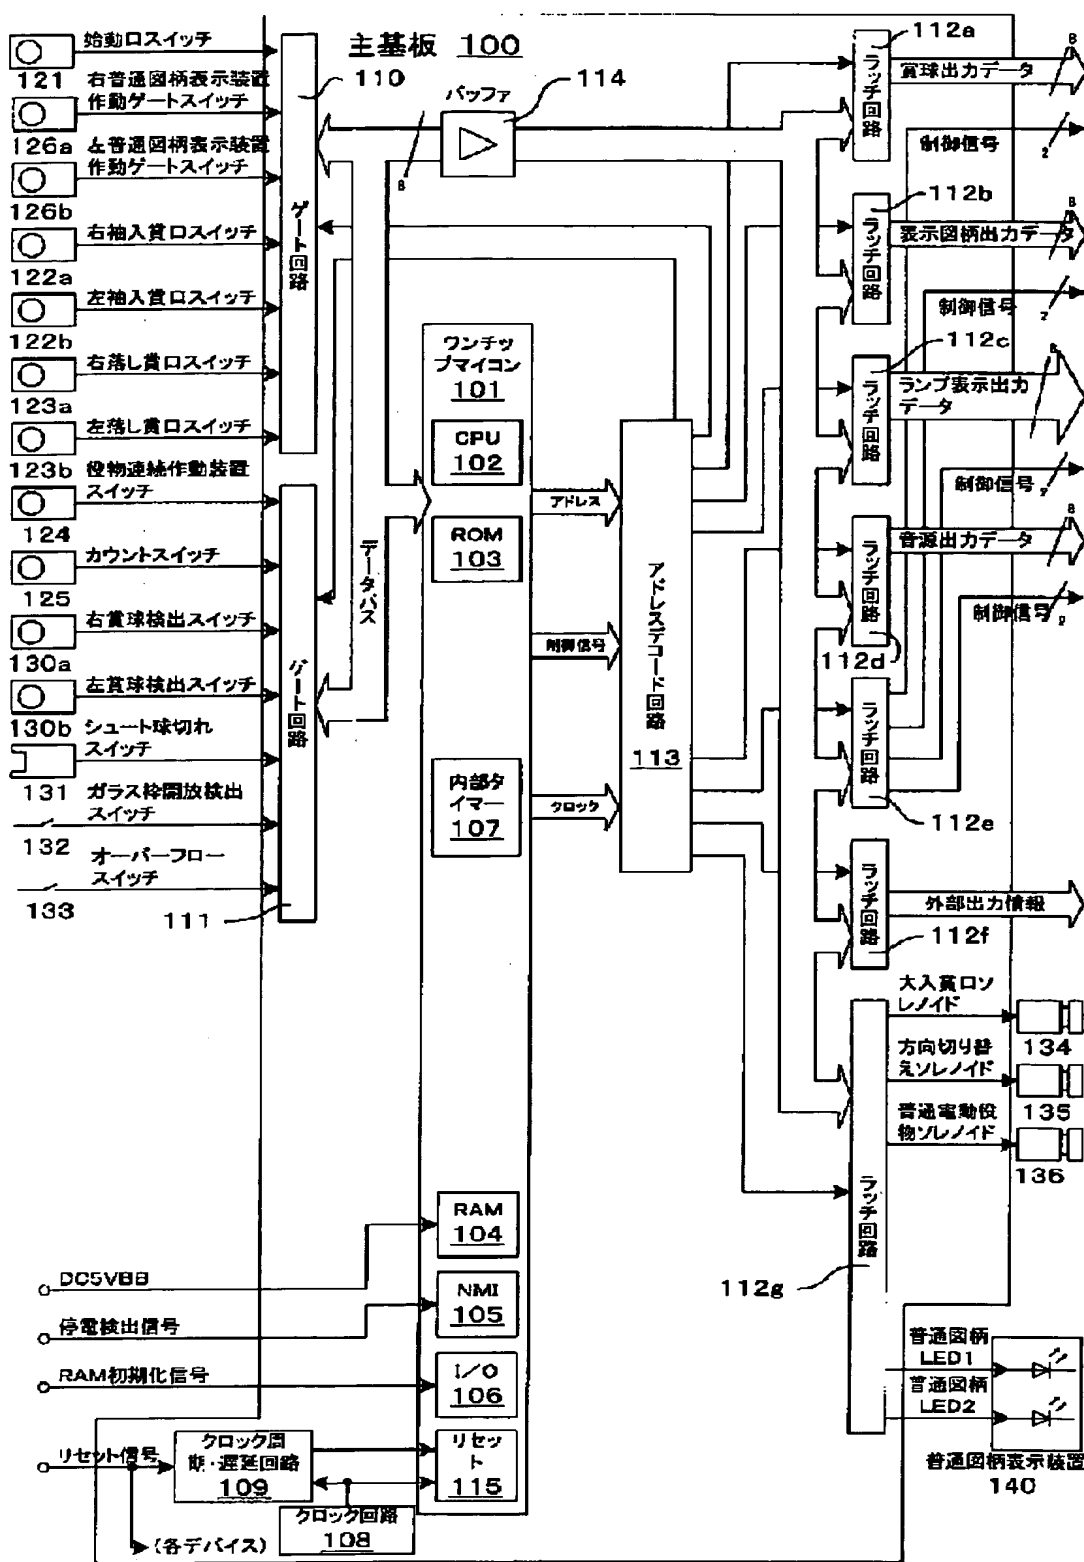 主基板 100
始動口スイッチ
121
右普通図柄表示装置
作動ゲートスイッチ
126a
左普通図柄表示装置
作動ゲートスイッチ
126b
右袖入賞口スイッチ
122a
左袖入賞口スイッチ
122b
右落し賞口スイッチ
123a
左落し賞口スイッチ
123b
役物連続作動装置
スイッチ
124
カウントスイッチ
125
右賞球検出スイッチ
130a
左賞球検出スイッチ
130b
シュート球切れ
スイッチ
131
ガラス枠開放検出
スイッチ
132
オーバーフロー
スイッチ
133
110
ゲート回路
ゲート回路
111
バッファ
114
8
データバス
ワンチッ
プマイコン
101
CPU
102
ROM
103
内部タ
イマー
107
RAM
104
NMI
105
I/O
106
リセッ
ト
115
アドレス
制御信号
クロック
アドレスデコード回路
113
DC5VBB
停電検出信号
RAM初期化信号
リセット信号
クロック周
期・遅延回路
109
クロック回路
108
(各デバイス)
112a
ラッチ回路
賞球出力データ
8
制御信号
2
112b
ラッチ回路
表示図柄出力データ
8
制御信号
2
112c
ラッチ回路
ランプ表示出力
データ
8
制御信号
2
ラッチ回路
112d
音源出力データ
8
制御信号
ラッチ回路
112e
ラッチ回路
112f
外部出力情報
ラッチ回路
112g
大入賞口ソ
レノイド
134
方向切り替
えソレノイド
135
普通電動役
物ソレノイド
136
普通図柄
LED1
普通図柄
LED2
普通図柄表示装置
140